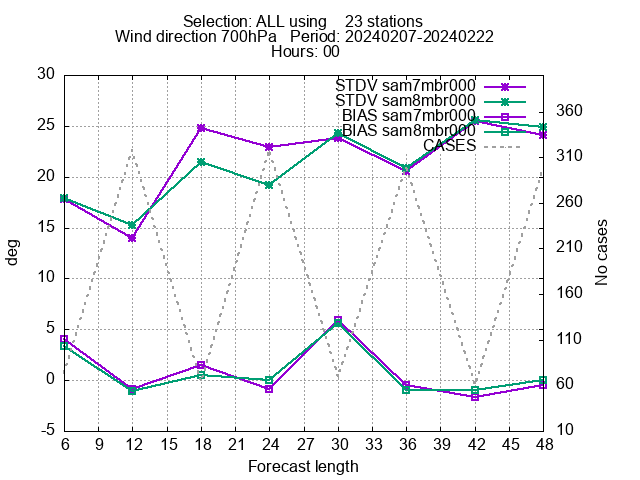 Selection: ALL using 23 stations
Wind direction 700hPa Period: 20240207-20240222
Hours: 00
STDV sam7mbr000
STDV sam8mbr000
BIAS sam7mbr000
BIAS sam8mbr000
CASES
30
25
20
15
10
5
0
-5
deg
360
310
260
210
160
110
60
10
No cases
6 9 12 15 18 21 24 27 30 33 36 39 42 45 48
Forecast length